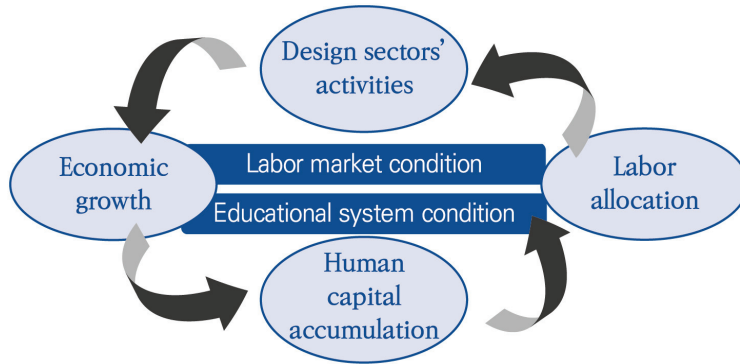 Design sectors'
activities
Economic
growth
Labor market condition
Educational system condition
Labor
allocation
Human
capital
accumulation